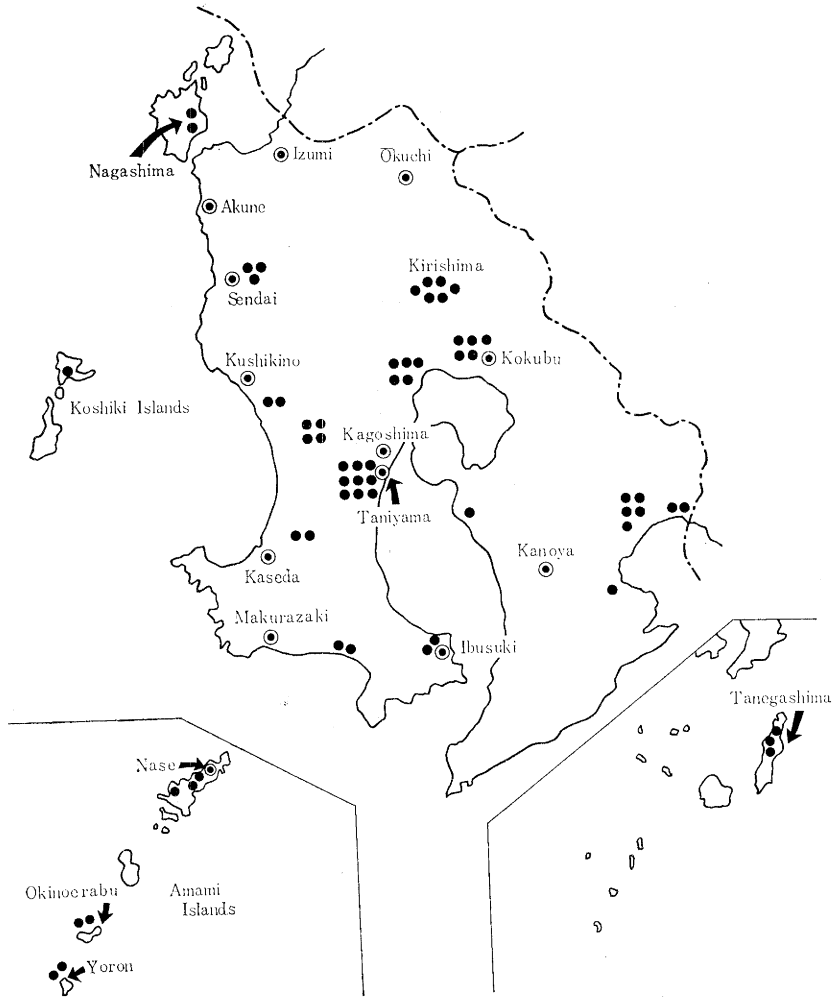 Nagashima
Izumi
Ōkuchi
Akune
Sendai
Kirishima
Kushikino
Kokubu
Koshiki Islands
Kagoshima
Taniyama
Kaseda
Kanoya
Makurazaki
Ibusuki
Tanegashima
Nase
Okinoerabu
Amami
Islands
Yoron